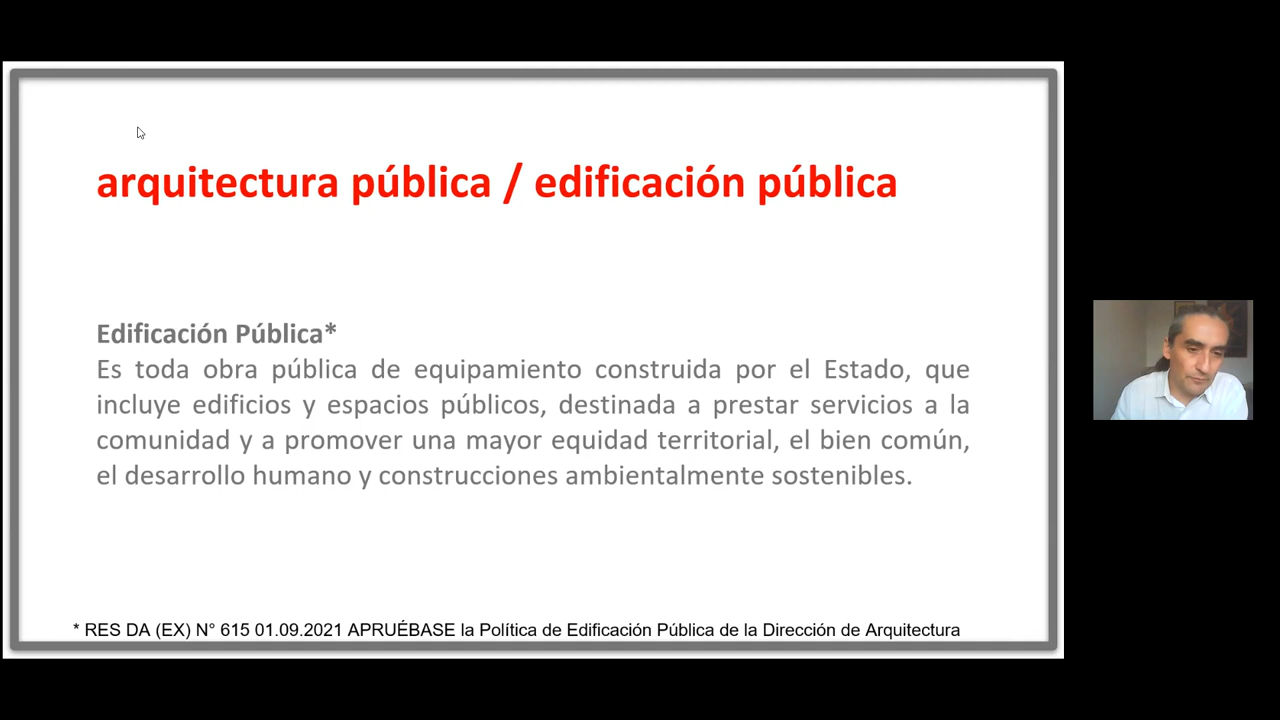 arquitectura pública / edificación pública
Edificación Pública*
Es toda obra pública de equipamiento construida por el Estado, que
incluye edificios y espacios públicos, destinada a prestar servicios a la
comunidad y a promover una mayor equidad territorial, el bien común,
el desarrollo humano y construcciones ambientalmente sostenibles.
* RES DA (EX) N° 615 01.09.2021 APRUÉBASE la Política de Edificación Pública de la Dirección de Arquitectura